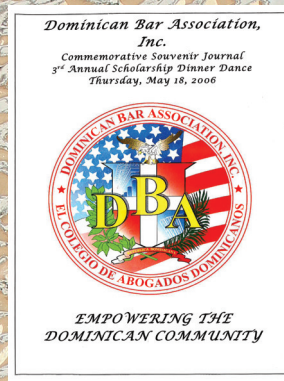 Dominican Bar Association,
Inc.
Commemorative Souvenir Journal
3rd Annual Scholarship Dinner Dance
Thursday, May 18, 2006
DOMINICAN BAR ASSOCIATION, INC.
DBA
EL COLEGIO DE ABOGADOS DOMINICANOS
EMPOWERING THE
DOMINICAN COMMUNITY